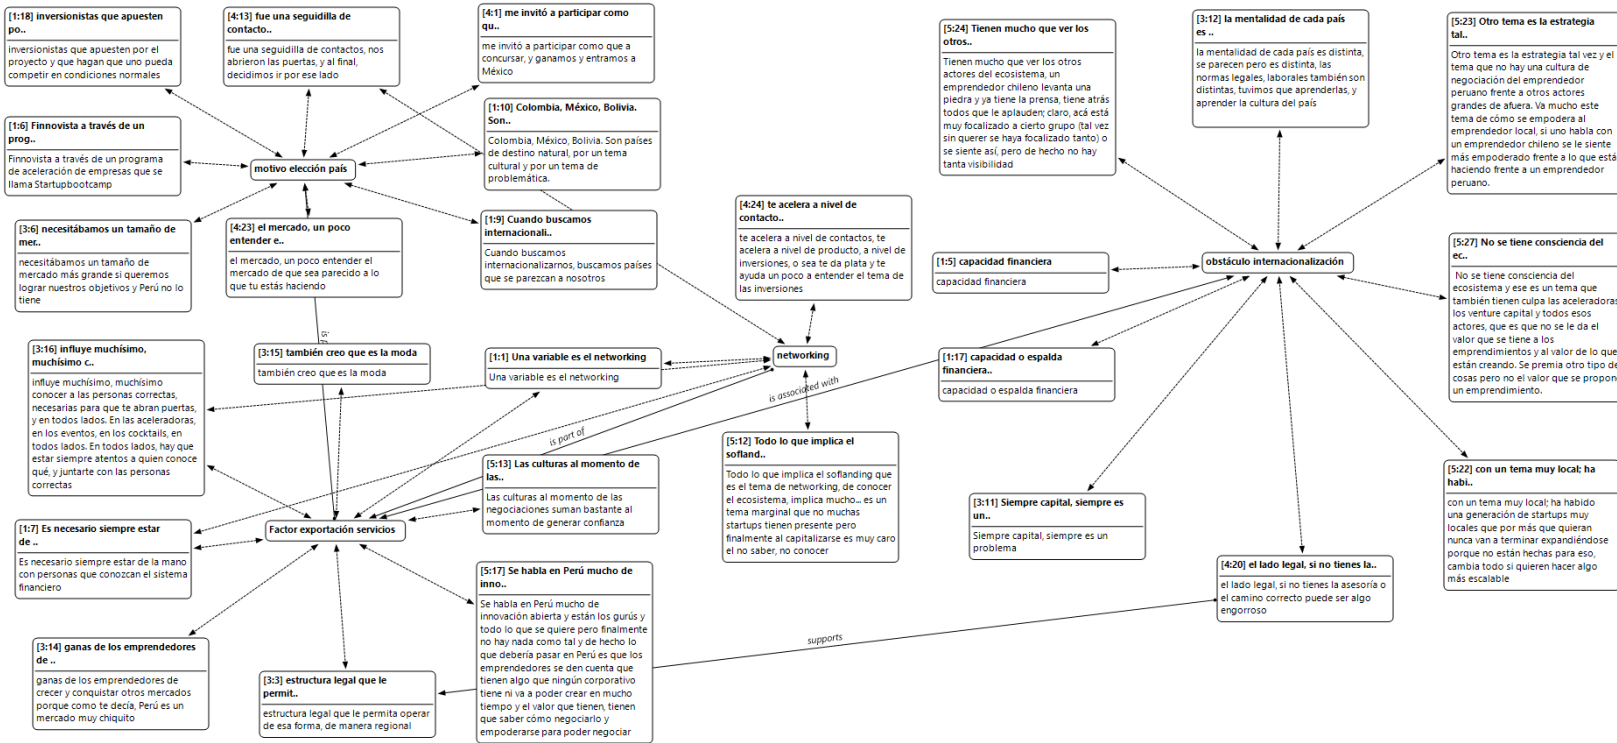 [1:18] inversionistas que apuesten
po..
inversionistas que apuesten por el
proyecto y que hagan que uno pueda
competir en condiciones normales
[4:13] fue una seguidilla de
contacto..
fue una seguidilla de contactos, nos
abrieron las puertas, y al final,
decidimos ir por ese lado
[4:1] me invitó a participar como
qu..
me invitó a participar como que a
concursar, y ganamos y entramos a
México
[1:6] Finnovista a través de un
prog..
Finnovista a través de un programa
de aceleración de empresas que se
llama Startupbootcamp
motivo elección país
[1:10] Colombia, México, Bolivia.
Son..
Colombia, México, Bolivia. Son países
de destino natural, por un tema
cultural y por un tema de
problemática.
[3:6] necesitábamos un tamaño de
mer..
necesitábamos un tamaño de
mercado más grande si queremos
lograr nuestros objetivos y Perú no lo
tiene
[4:23] el mercado, un poco
entender e..
el mercado, un poco entender el
mercado de que sea parecido a lo
que tu estás haciendo
[1:9] Cuando buscamos
internacionali..
Cuando buscamos
internacionalizarnos, buscamos países
que se parezcan a nosotros
[4:24] te acelera a nivel de
contacto..
te acelera a nivel de contactos, te
acelera a nivel de producto, a nivel de
inversiones, o sea te da plata y te
ayuda un poco a entender el tema de
las inversiones
[3:16] influye muchísimo,
muchísimo c..
influye muchísimo, muchísimo
conocer a las personas correctas,
necesarias para que te abran puertas,
y en todos lados. En las aceleradoras,
en los eventos, en los cocktails, en
todos lados. En todos lados, hay que
estar siempre atentos a quien conoce
qué, y juntarte con las personas
correctas
[3:15] también creo que es la moda
también creo que es la moda
[1:1] Una variable es el networking
Una variable es el networking
networking
is part of
[5:12] Todo lo que implica el
sofland..
Todo lo que implica el soflanding que
es el tema de networking, de conocer
el ecosistema, implica mucho... es un
tema marginal que no muchas
startups tienen presente pero
finalmente al capitalizarse es muy caro
el no saber, no conocer
[5:13] Las culturas al momento de
las..
Las culturas al momento de las
negociaciones suman bastante al
momento de generar confianza
[1:7] Es necesario siempre estar
de ..
Es necesario siempre estar de la mano
con personas que conozcan el sistema
financiero
Factor exportación servicios
[5:17] Se habla en Perú mucho de
inno..
Se habla en Perú mucho de
innovación abierta y están los gurús y
todo lo que se quiere pero finalmente
no hay nada como tal y de hecho lo
que debería pasar en Perú es que los
emprendedores se den cuenta que
tienen algo que ningún corporativo
tiene ni va a poder crear en mucho
tiempo y el valor que tienen, tienen
que saber cómo negociarlo y
empoderarse para poder negociar
[3:14] ganas de los emprendedores
de ..
ganas de los emprendedores de
crecer y conquistar otros mercados
porque como te decía, Perú es un
mercado muy chiquito
[3:3] estructura legal que le
permit..
estructura legal que le permita operar
de esa forma, de manera regional
supports
is associated with
[5:24] Tienen mucho que ver los
otros..
Tienen mucho que ver los otros
actores del ecosistema, un
emprendedor chileno levanta una
piedra y ya tiene la prensa, tiene atrás
todos que le aplauden; claro, acá está
muy focalizado a cierto grupo (tal vez
sin querer se haya focalizado tanto) o
se siente así, pero de hecho no hay
tanta visibilidad
[3:12] la mentalidad de cada país
es ..
la mentalidad de cada país es distinta,
se parecen pero es distinta, las
normas legales, laborales también son
distintas, tuvimos que aprenderlas, y
aprender la cultura del país
[5:23] Otro tema es la estrategia
tal..
Otro tema es la estrategia tal vez y el
tema que no hay una cultura de
negociación del emprendedor
peruano frente a otros actores
grandes de afuera. Va mucho este
tema de cómo se empodera al
emprendedor local, si uno habla con
un emprendedor chileno se le siente
más empoderado frente a lo que está
haciendo frente a un emprendedor
peruano.
[1:5] capacidad financiera
capacidad financiera
obstáculo internacionalización
[5:27] No se tiene consciencia del
ec..
No se tiene consciencia del
ecosistema y ese es un tema que
también tienen culpa las aceleradoras
los venture capital y todos esos
actores, que es que no se le da el
valor que se tiene a los
emprendimientos y al valor de lo que
están creando. Se premia otro tipo de
cosas pero no el valor que se propone
un emprendimiento.
[1:17] capacidad o espalda
financiera..
capacidad o espalda financiera
[3:11] Siempre capital, siempre es
un..
Siempre capital, siempre es un
problema
[5:22] con un tema muy local; ha
habi..
con un tema muy local; ha habido
una generación de startups muy
locales que por más que quieran
nunca van a terminar expandiéndose
porque no están hechas para eso,
cambia todo si quieren hacer algo
más escalable
[4:20] el lado legal, si no tienes la..
el lado legal, si no tienes la asesoría o
el camino correcto puede ser algo
engorroso